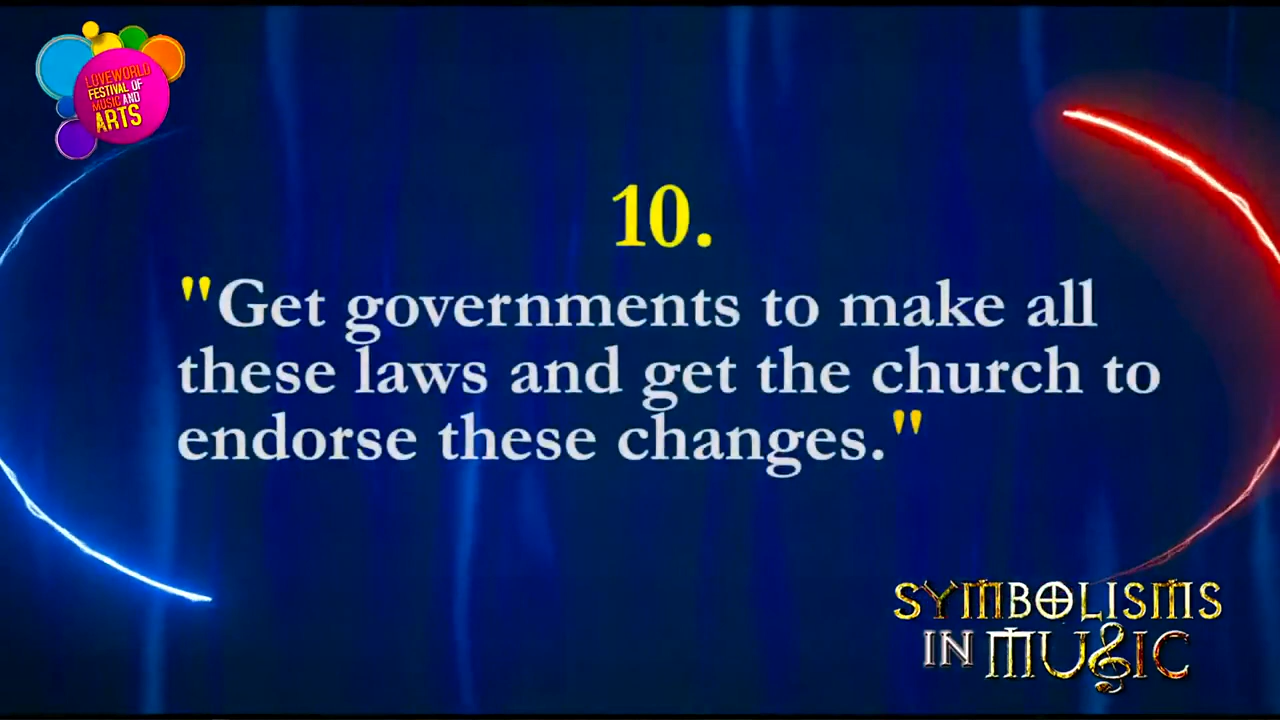 LOVEWORLD
FESTIVAL OF
MUSIC AND
ARTS
10.
"Get governments to make all
these laws and get the church to
endorse these changes."
SYMBOLISMS
IN MUSIC